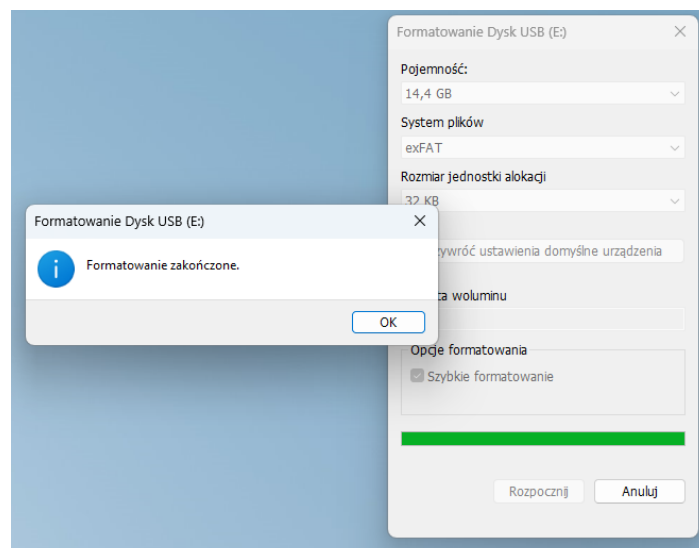 Formatowanie Dysk USB (E:)
Pojemność:
14,4 GB
System plików
exFAT
Rozmiar jednostki alokacji
32 KB
ustawienia domyślne urządzenia
woluminu
Opcje formatowania
Szybkie formatowanie
Rozpocznij
Anuluj
Formatowanie Dysk USB (E:)
Formatowanie zakończone.
OK